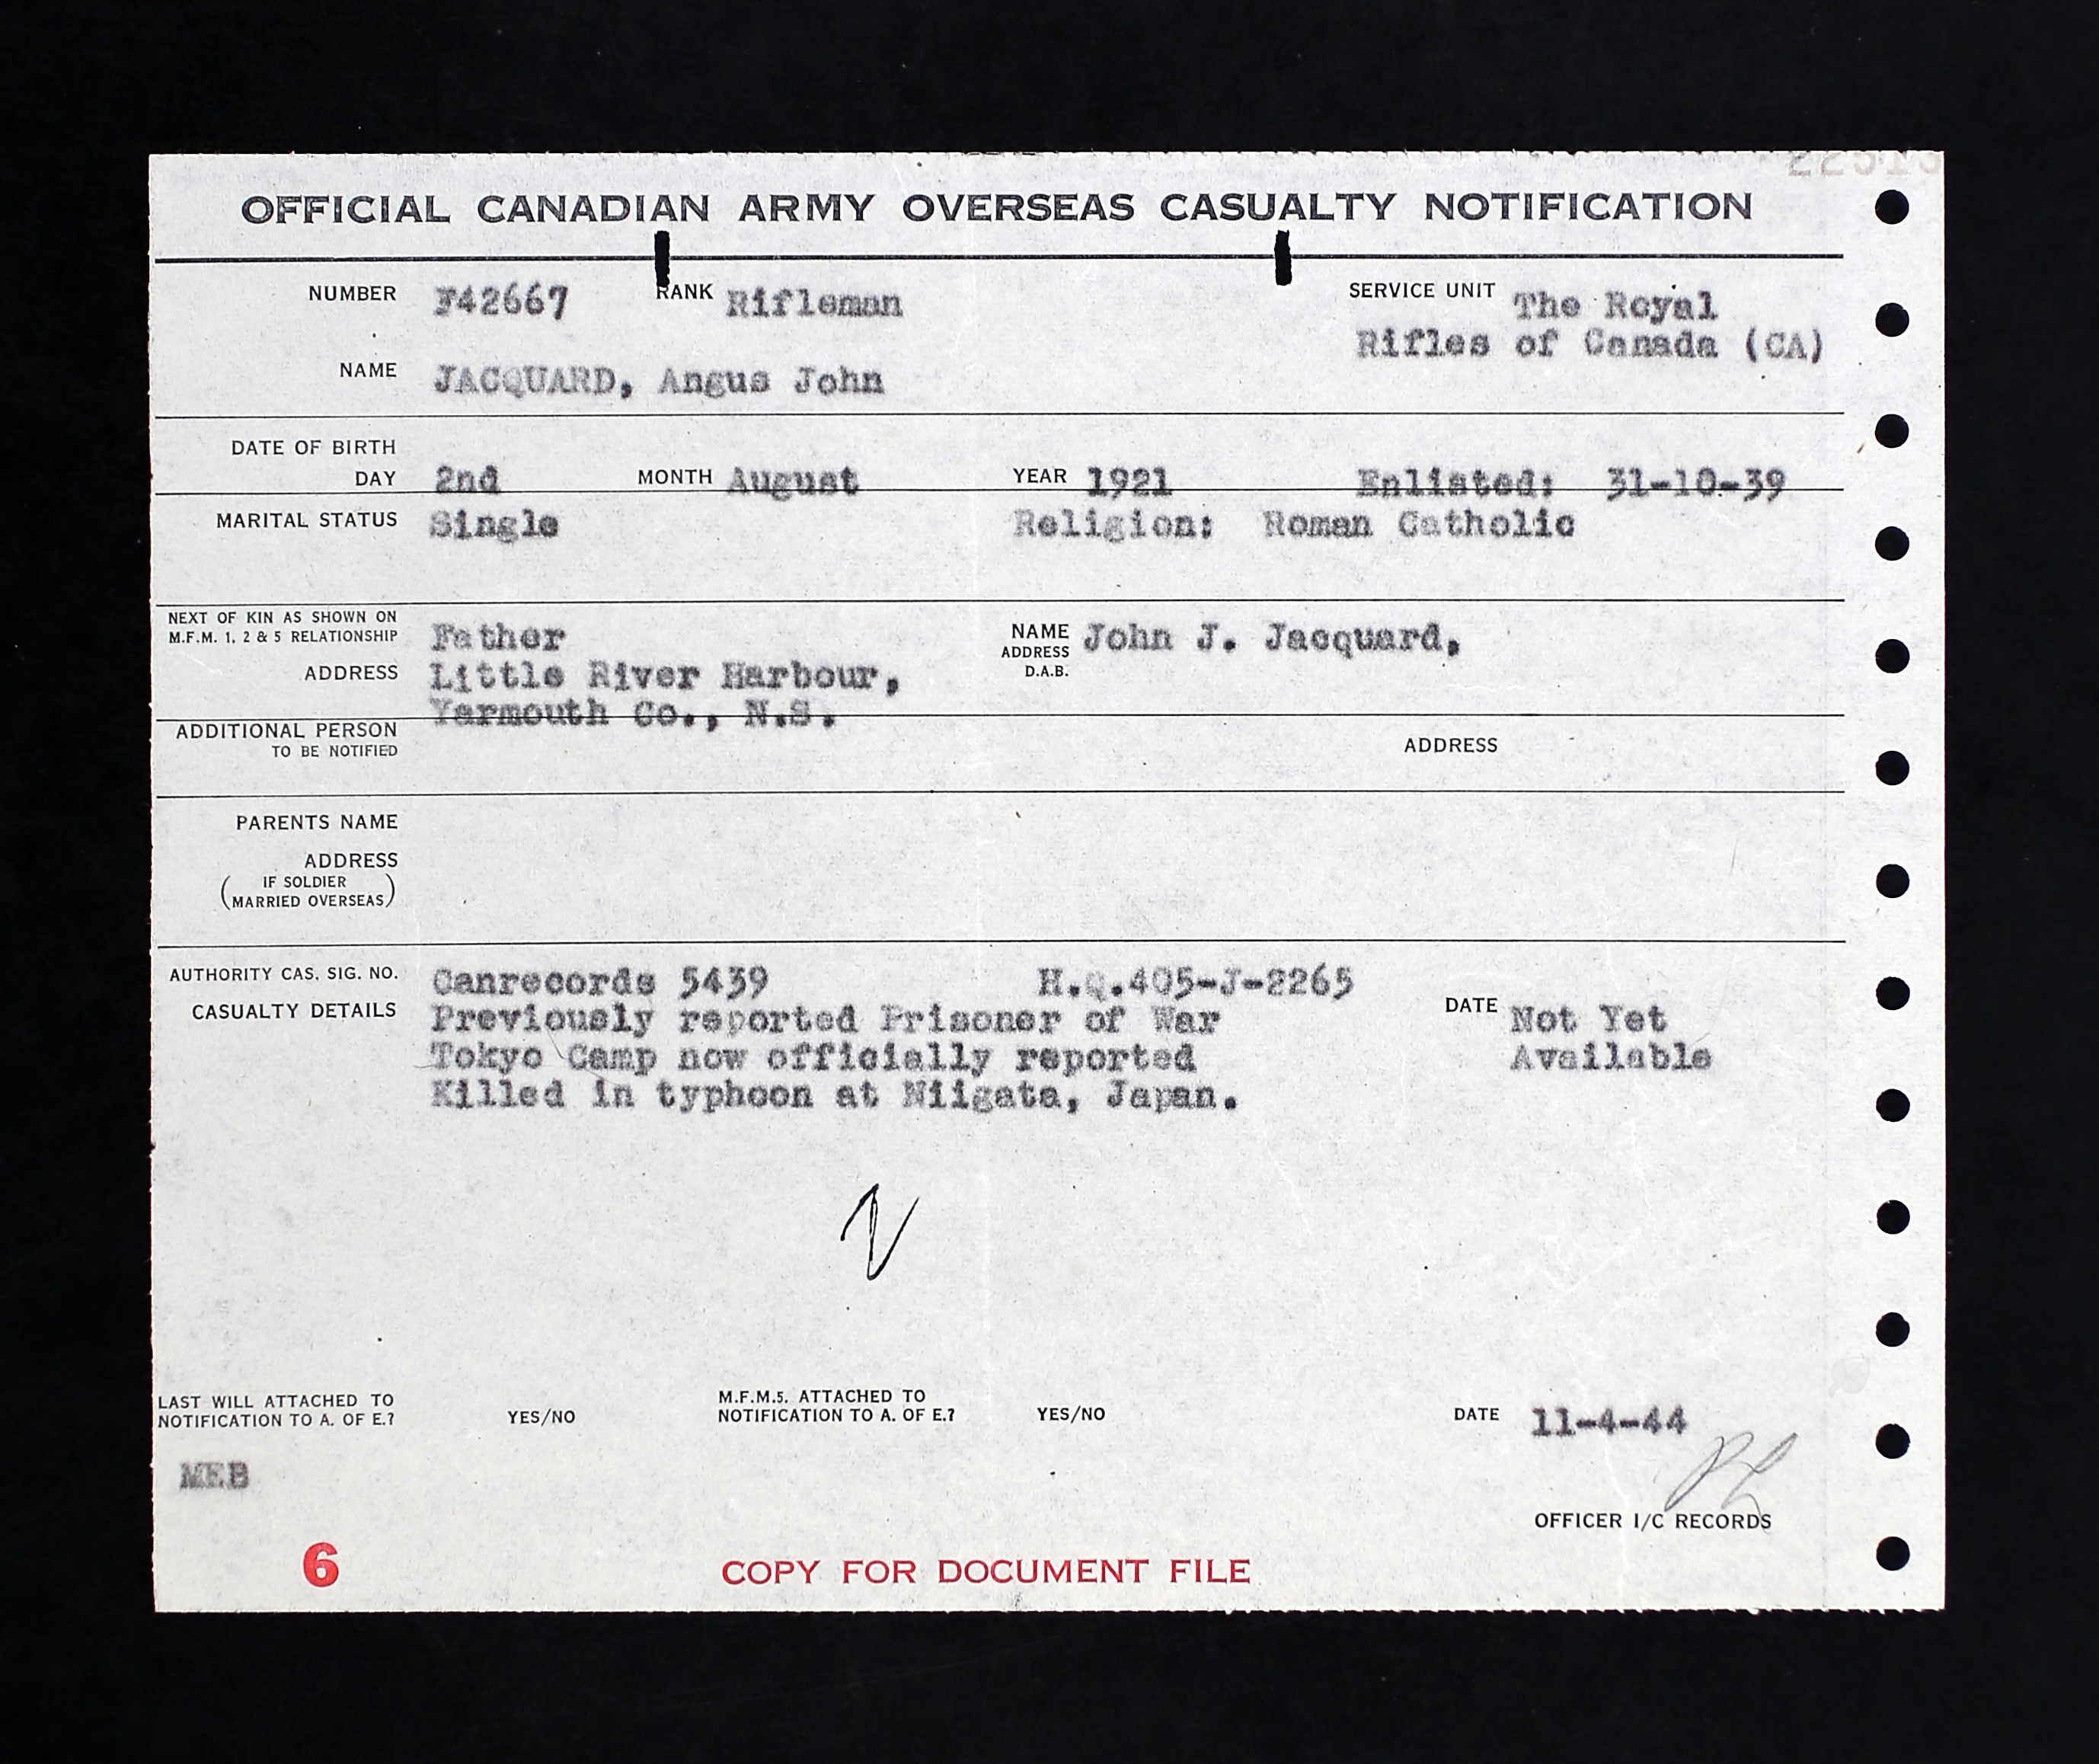 OFFICIAL CANADIAN ARMY OVERSEAS CASUALTY NOTIFICATION
NUMBER F42667 RANK Rifleman SERVICE UNIT The Royal
Rifles of Canada (CA)
NAME JACQUARD, Angus John
DATE OF BIRTH
DAY 2nd MONTH August YEAR 1921 Enlisted: 31-10-39
MARITAL STATUS Single Religion: Roman Catholic
NEXT OF KIN AS SHOWN ON
M.F.M. 1, 2 & 5 RELATIONSHIP Father NAME John J. Jacquard,
ADDRESS
D.A.B.
ADDRESS Little River Harbour,
Yarmouth Co., N.S.
ADDITIONAL PERSON
TO BE NOTIFIED ADDRESS
PARENTS NAME
ADDRESS
(IF SOLDIER
MARRIED OVERSEAS)
AUTHORITY CAS. SIG. NO. Canrecords 5439 H.Q.405-J-2265
CASUALTY DETAILS Previously reported Prisoner of War DATE Not Yet
Tokyo Camp now officially reported Available
Killed in typhoon at Niigata, Japan.
LAST WILL ATTACHED TO
NOTIFICATION TO A. OF E.? YES/NO
M.F.M.5. ATTACHED TO
NOTIFICATION TO A. OF E.? YES/NO
DATE 11-4-44
MEB
OFFICER I/C RECORDS
6 COPY FOR DOCUMENT FILE